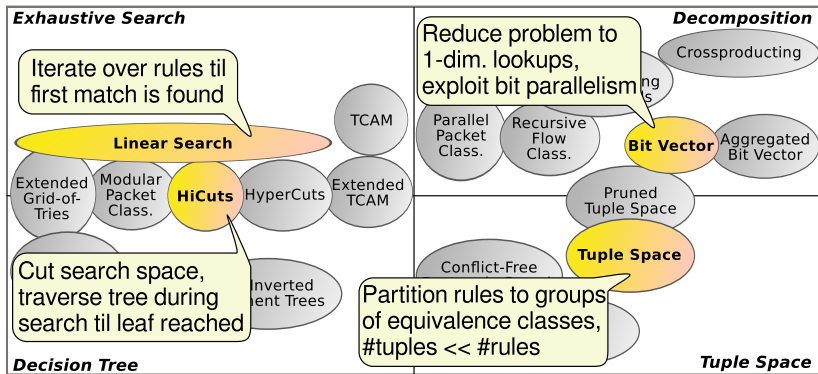 Exhaustive Search
Decomposition
Reduce problem to
1-dim. lookups,
exploit bit parallelism
Crossproducting
Iterate over rules til
first match is found
TCAM
Linear Search
Parallel
Packet
Class.
Recursive
Flow
Class.
Bit Vector
Aggregated
Bit Vector
Extended
Grid-of-
Tries
Modular
Packet
Class.
HiCuts
HyperCuts
Extended
TCAM
Pruned
Tuple Space
Tuple Space
Conflict-Free
Cut search space,
traverse tree during
search til leaf reached
Inverted
Trees
Partition rules to groups
of equivalence classes,
#tuples << #rules
Decision Tree
Tuple Space